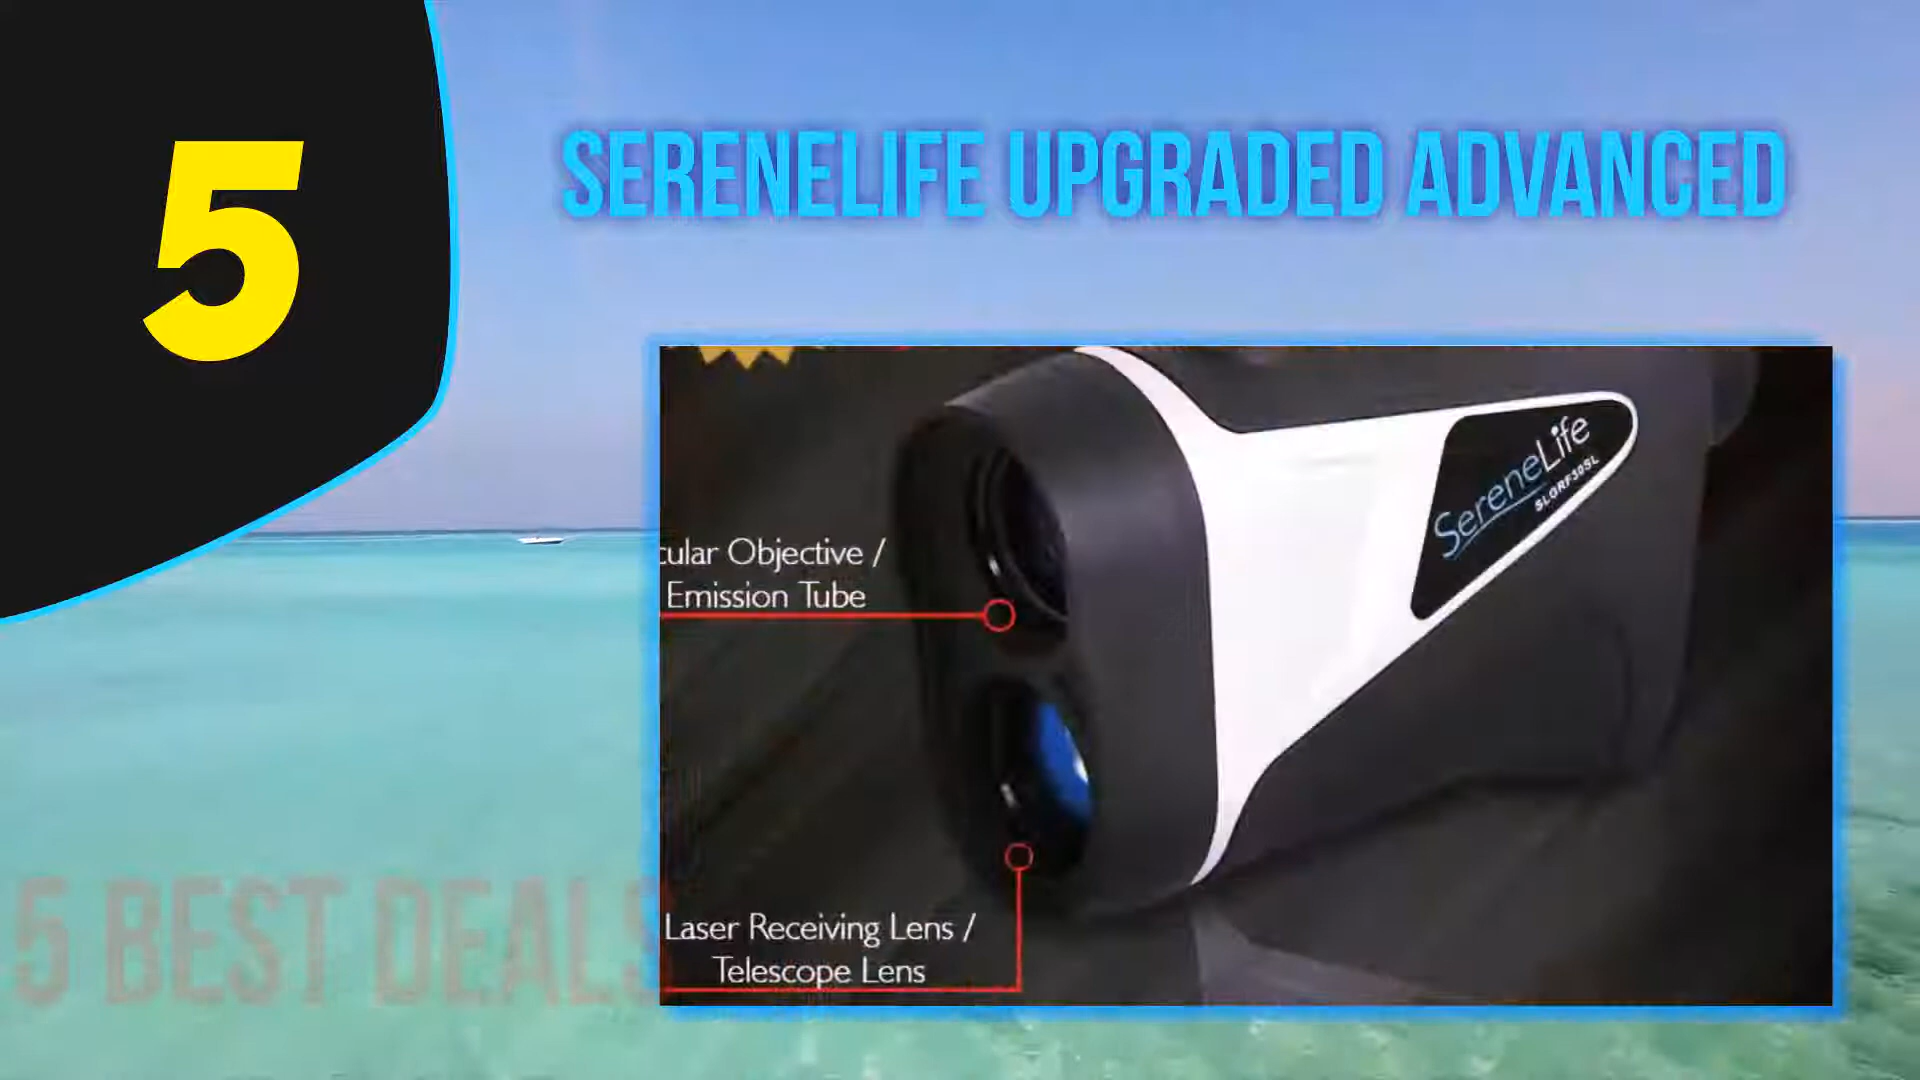 5
SERENELIFE UPGRADED ADVANCED
SereneLife
SLGRF30SL
cular Objective /
Emission Tube
Laser Receiving Lens /
Telescope Lens
5 BEST DEALS